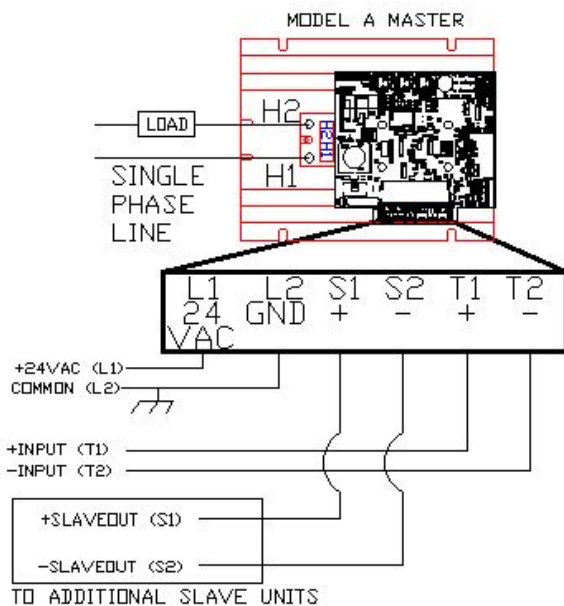 MODEL A MASTER
H2
LOAD
H2H1
H1
SINGLE
PHASE
LINE
L1 L2 S1 S2 T1 T2
24 GND + - + -
VAC
+24VAC (L1)
COMMON (L2)
+INPUT (T1)
-INPUT (T2)
+SLAVEOUT (S1)
-SLAVEOUT (S2)
TO ADDITIONAL SLAVE UNITS